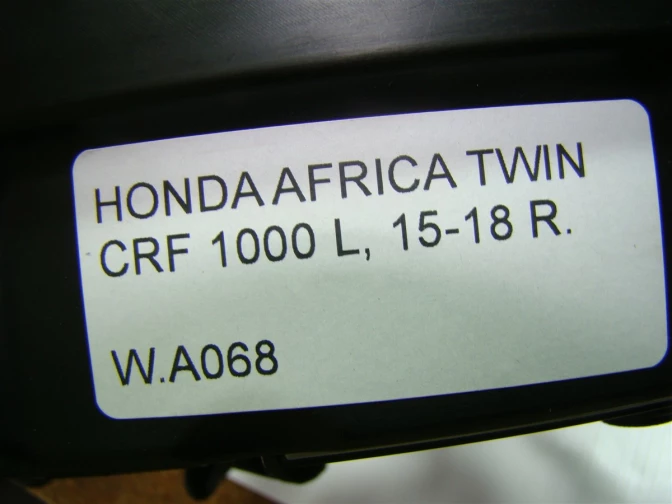 HONDA AFRICA TWIN
CRF 1000 L, 15-18 R.
W.A068